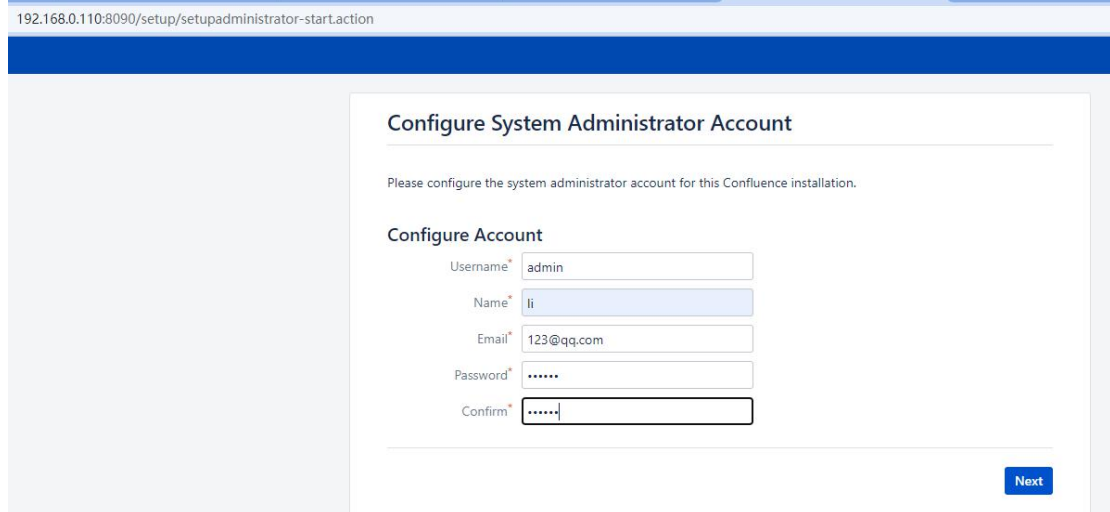 192.168.0.110:8090/setup/setupadministrator-start.action
Configure System Administrator Account
Please configure the system administrator account for this Confluence installation.
Configure Account
Username* admin
Name* li
Email* 123@qq.com
Password* ••••••
Confirm* ••••••
Next